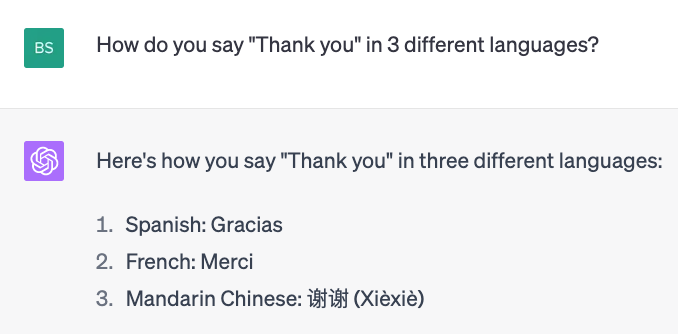 BS
How do you say "Thank you" in 3 different languages?
Here's how you say "Thank you" in three different languages:
1. Spanish: Gracias
2. French: Merci
3. Mandarin Chinese: 谢谢 (Xièxiè)